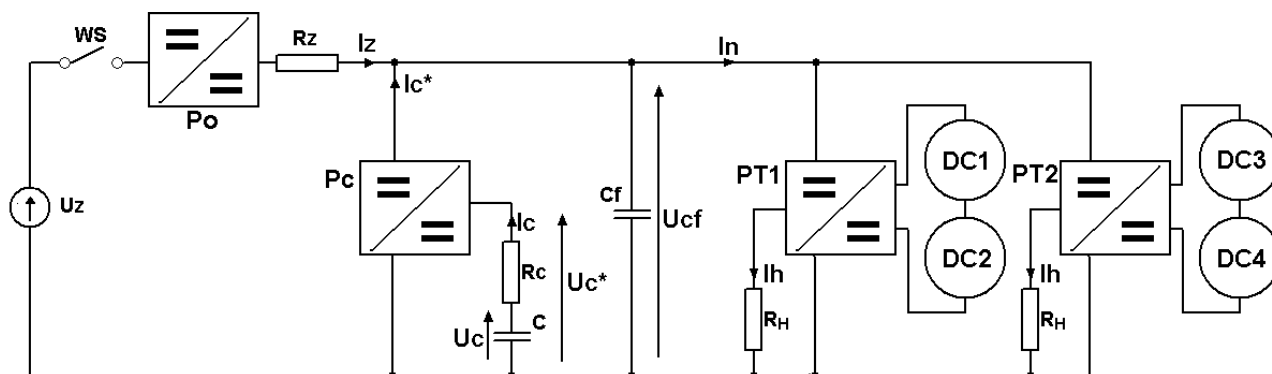 WS
Uz
Po
Rz
Iz
Ic*
Pc
Ic
Rc
Uc
C
Uc*
Cf
Ucf
In
PT1
Ih
RH
DC1
DC2
PT2
Ih
RH
DC3
DC4